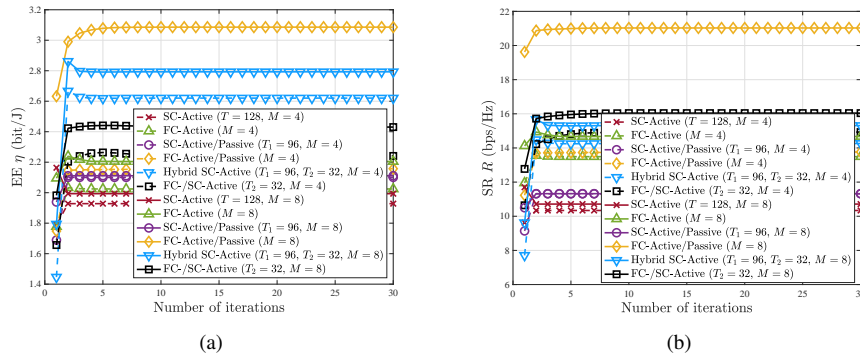 3.2
3
2.8
2.6
2.4
2.2
2
1.8
1.6
1.4
EE η (bit/J)
SC-Active (T = 128, M = 4)
FC-Active (M = 4)
SC-Active/Passive (T₁ = 96, M = 4)
FC-Active/Passive (M = 4)
Hybrid SC-Active (T₁ = 96, T₂ = 32, M = 4)
FC-/SC-Active (T₂ = 32, M = 4)
SC-Active (T = 128, M = 8)
FC-Active (M = 8)
SC-Active/Passive (T₁ = 96, M = 8)
FC-Active/Passive (M = 8)
Hybrid SC-Active (T₁ = 96, T₂ = 32, M = 8)
FC-/SC-Active (T₂ = 32, M = 8)
0 5 10 15 20 25 30
Number of iterations
(a)
22
20
18
16
14
12
10
8
6
SR R (bps/Hz)
SC-Active (T = 128, M = 4)
FC-Active (M = 4)
SC-Active/Passive (T₁ = 96, M = 4)
FC-Active/Passive (M = 4)
Hybrid SC-Active (T₁ = 96, T₂ = 32, M = 4)
FC-/SC-Active (T₂ = 32, M = 4)
SC-Active (T = 128, M = 8)
FC-Active (M = 8)
SC-Active/Passive (T₁ = 96, M = 8)
FC-Active/Passive (M = 8)
Hybrid SC-Active (T₁ = 96, T₂ = 32, M = 8)
FC-/SC-Active (T₂ = 32, M = 8)
0 5 10 15 20 25 30
Number of iterations
(b)